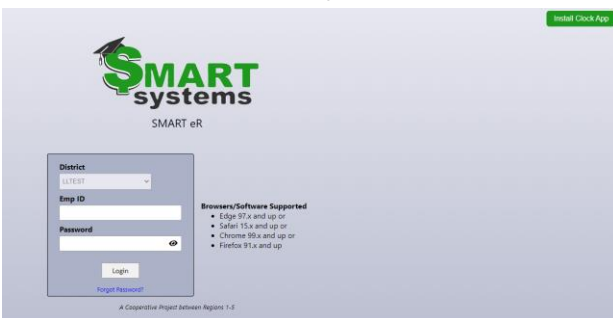 Install Clock App
$MART
systems
SMART eR
District
LLTEST
Emp ID
Password
Login
Forgot Password?
Browsers/Software Supported
Edge 97.x and up or
Safari 15.x and up or
Chrome 99.x and up or
Firefox 91.x and up
A Cooperative Project between Regions 1-5